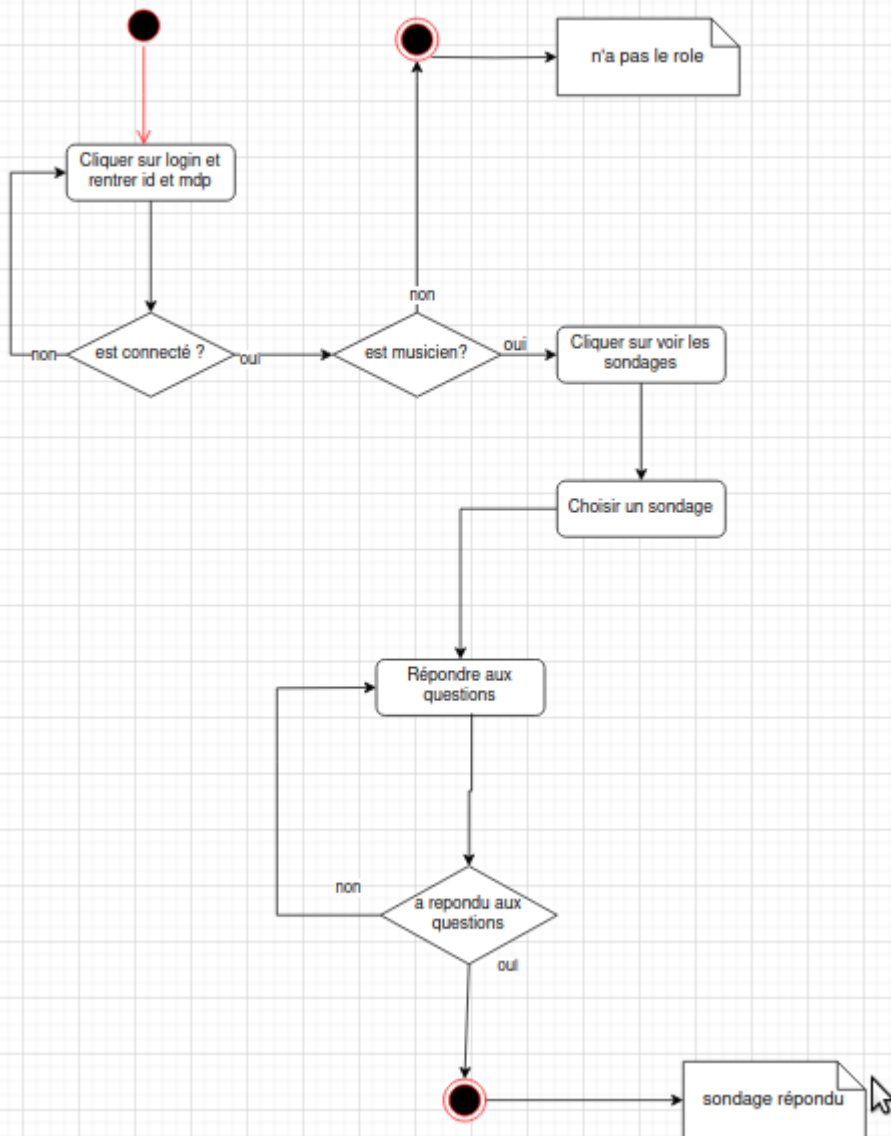 n'a pas le role
Cliquer sur login et
rentrer id et mdp
non
est connecté ?
oui
non
est musicien?
oui
Cliquer sur voir les
sondages
Choisir un sondage
Répondre aux
questions
non
a repondu aux
questions
oui
sondage répondu